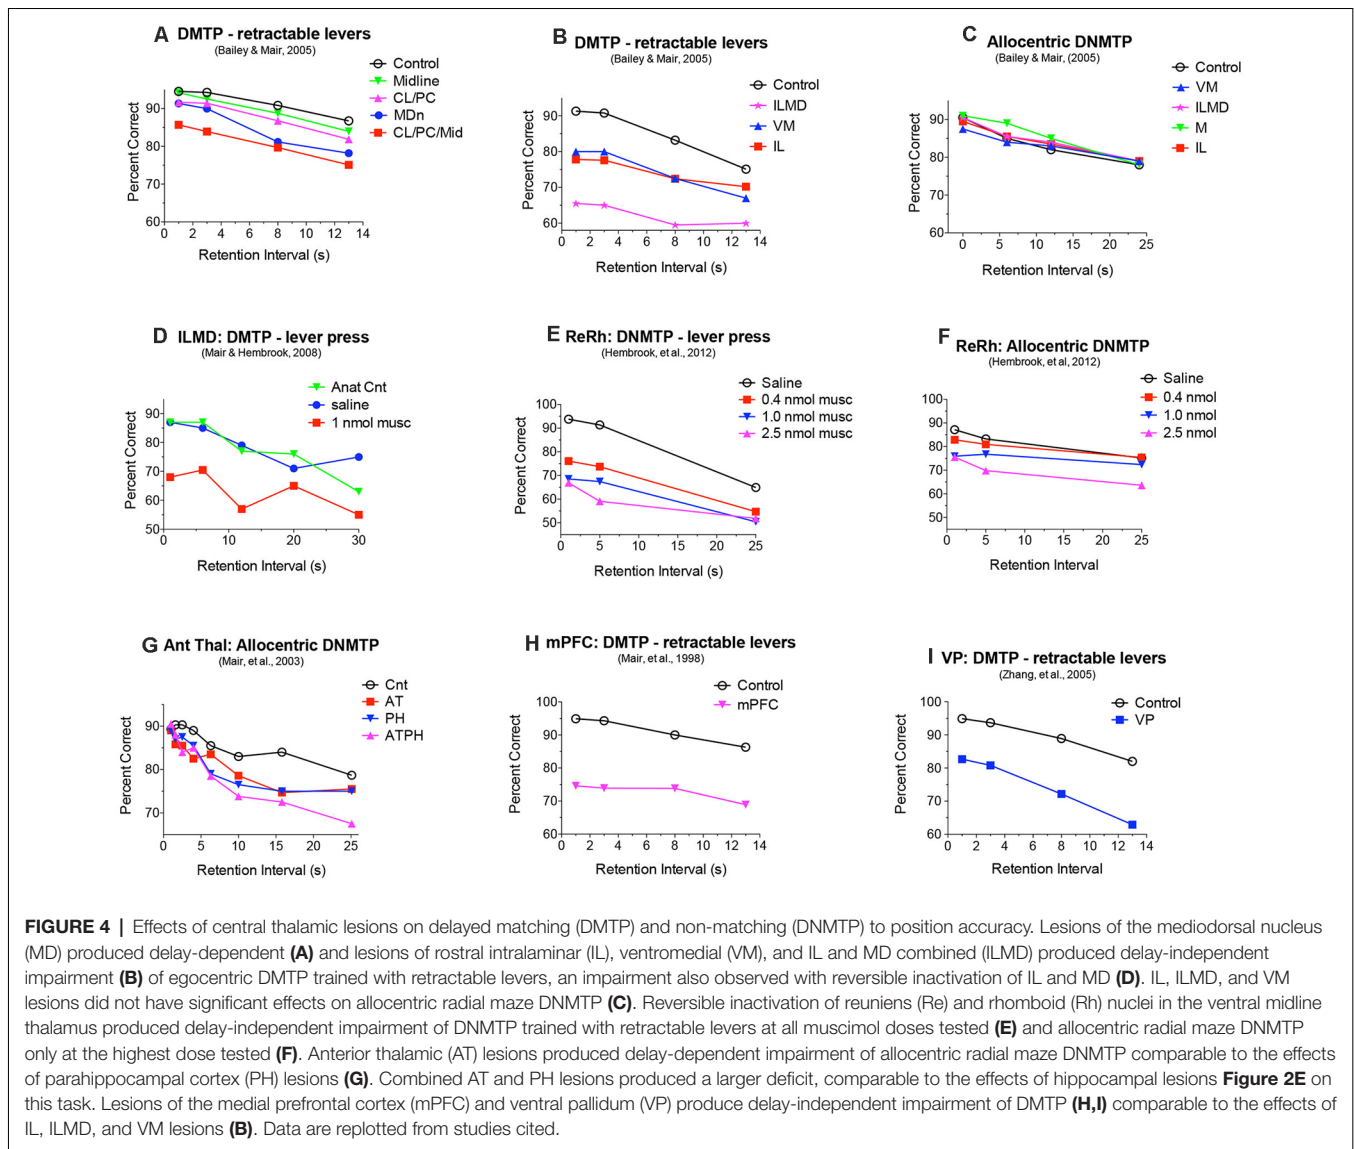 A DMTP - retractable levers
(Bailey & Mair, 2005)
Control
Midline
CL/PC
MDn
CL/PC/Mid
Percent Correct
90
80
70
60
0 2 4 6 8 10 12 14
Retention Interval (s)
B DMTP - retractable levers
(Bailey & Mair, 2005)
Control
ILMD
VM
IL
Percent Correct
100
90
80
70
60
0 2 4 6 8 10 12 14
Retention Interval (s)
C Allocentric DNMTP
(Bailey & Mair, (2005)
Control
VM
ILMD
M
IL
Percent Correct
90
80
70
60
0 5 10 15 20 25
Retention Interval (s)
D ILMD: DMTP - lever press
(Mair & Hembrook, 2008)
Anat Cnt
saline
1 nmol musc
Percent Correct
90
80
70
60
50
0 10 20 30
Retention Interval (s)
E ReRh: DNMTP - lever press
(Hembrook, et al., 2012)
Saline
0.4 nmol musc
1.0 nmol musc
2.5 nmol musc
Percent Correct
100
90
80
70
60
50
0 5 10 15 20 25
Retention Interval (s)
F ReRh: Allocentric DNMTP
(Hembrook, et al, 2012)
Saline
0.4 nmol
1.0 nmol
2.5 nmol
Percent Correct
100
90
80
70
60
50
0 5 10 15 20 25
Retention Interval
G Ant Thal: Allocentric DNMTP
(Mair, et al., 2003)
Cnt
AT
PH
ATPH
Percent Correct
90
80
70
0 5 10 15 20 25
Retention Interval (s)
H mPFC: DMTP - retractable levers
(Mair, et al., 1998)
Control
mPFC
Percent Correct
100
90
80
70
60
0 2 4 6 8 10 12 14
Retention Interval (s)
I VP: DMTP - retractable levers
(Zhang, et al., 2005)
Control
VP
Percent Correct
100
90
80
70
60
0 2 4 6 8 10 12 14
Retention Interval
FIGURE 4 | Effects of central thalamic lesions on delayed matching (DMTP) and non-matching (DNMTP) to position accuracy. Lesions of the mediodorsal nucleus
(MD) produced delay-dependent (A) and lesions of rostral intralaminar (IL), ventromedial (VM), and IL and MD combined (ILMD) produced delay-independent
impairment (B) of egocentric DMTP trained with retractable levers, an impairment also observed with reversible inactivation of IL and MD (D). IL, ILMD, and VM
lesions did not have significant effects on allocentric radial maze DNMTP (C). Reversible inactivation of reuniens (Re) and rhomboid (Rh) nuclei in the ventral midline
thalamus produced delay-independent impairment of DNMTP trained with retractable levers at all muscimol doses tested (E) and allocentric radial maze DNMTP
only at the highest dose tested (F). Anterior thalamic (AT) lesions produced delay-dependent impairment of allocentric radial maze DNMTP comparable to the effects
of parahippocampal cortex (PH) lesions (G). Combined AT and PH lesions produced a larger deficit, comparable to the effects of hippocampal lesions Figure 2E on
this task. Lesions of the medial prefrontal cortex (mPFC) and ventral pallidum (VP) produce delay-independent impairment of DMTP (H,I) comparable to the effects of
IL, ILMD, and VM lesions (B). Data are replotted from studies cited.